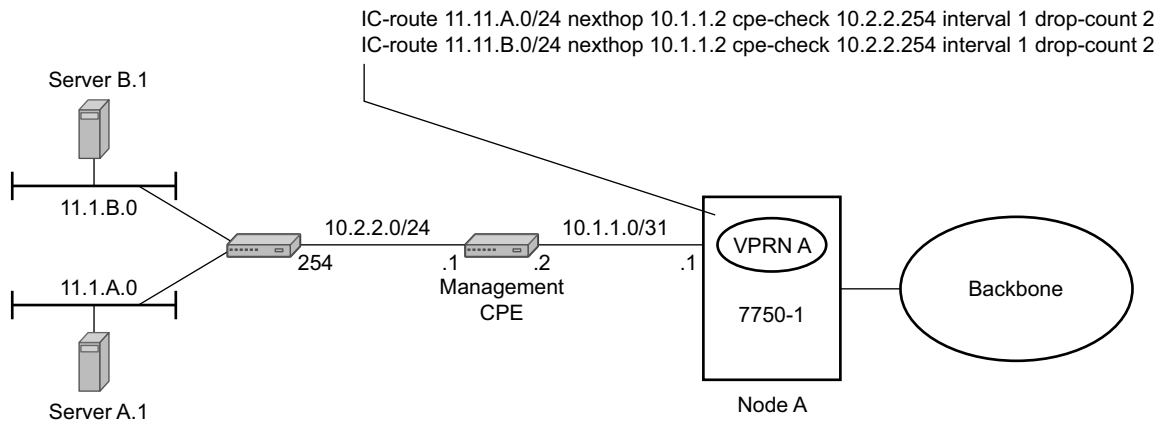 IC-route 11.11.A.0/24 nexthop 10.1.1.2 cpe-check 10.2.2.254 interval 1 drop-count 2
IC-route 11.11.B.0/24 nexthop 10.1.1.2 cpe-check 10.2.2.254 interval 1 drop-count 2
Server B.1
11.1.B.0
10.2.2.0/24
10.1.1.0/31
VPRN A
254
.1
.2
.1
Management
CPE
11.1.A.0
Backbone
7750-1
Server A.1
Node A